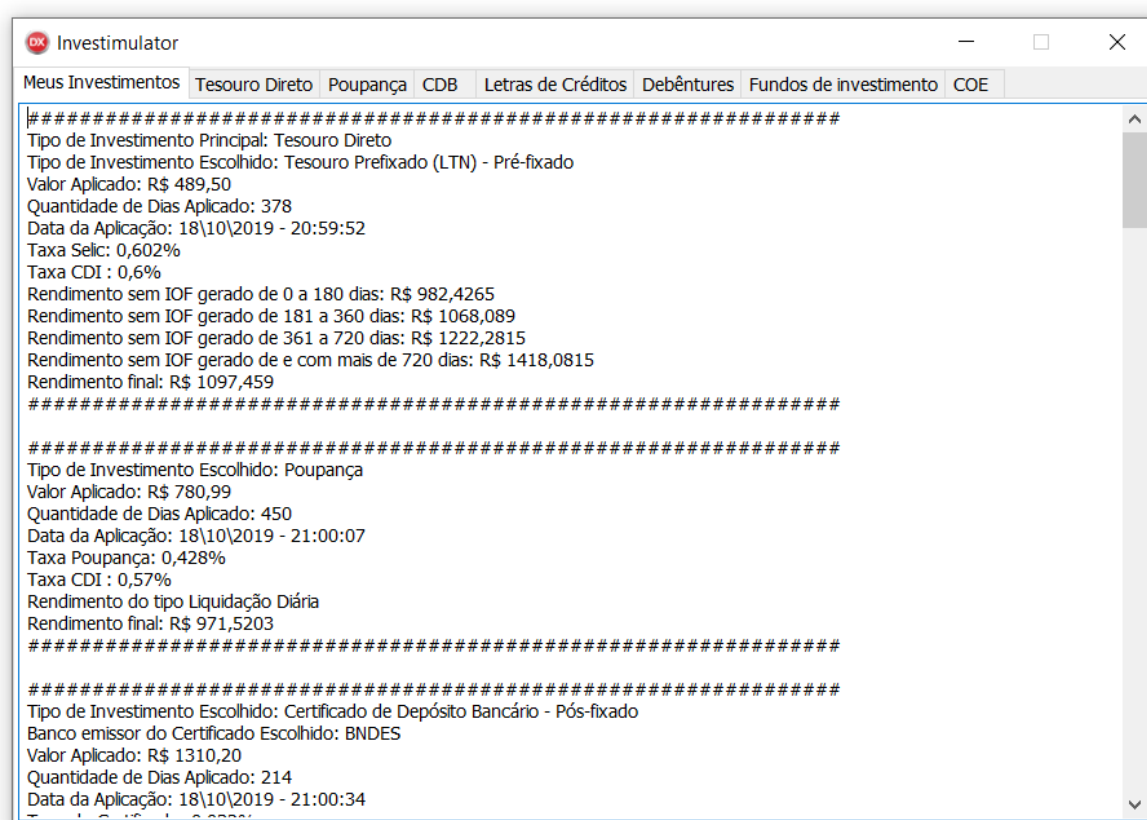 DX Investimulator
Meus Investimentos Tesouro Direto Poupança CDB Letras de Créditos Debêntures Fundos de investimento COE
###############################################################
Tipo de Investimento Principal: Tesouro Direto
Tipo de Investimento Escolhido: Tesouro Prefixado (LTN) - Pré-fixado
Valor Aplicado: R$ 489,50
Quantidade de Dias Aplicado: 378
Data da Aplicação: 18\10\2019 - 20:59:52
Taxa Selic: 0,602%
Taxa CDI : 0,6%
Rendimento sem IOF gerado de 0 a 180 dias: R$ 982,4265
Rendimento sem IOF gerado de 181 a 360 dias: R$ 1068,089
Rendimento sem IOF gerado de 361 a 720 dias: R$ 1222,2815
Rendimento sem IOF gerado de e com mais de 720 dias: R$ 1418,0815
Rendimento final: R$ 1097,459
###############################################################
###############################################################
Tipo de Investimento Escolhido: Poupança
Valor Aplicado: R$ 780,99
Quantidade de Dias Aplicado: 450
Data da Aplicação: 18\10\2019 - 21:00:07
Taxa Poupança: 0,428%
Taxa CDI : 0,57%
Rendimento do tipo Liquidação Diária
Rendimento final: R$ 971,5203
###############################################################
###############################################################
Tipo de Investimento Escolhido: Certificado de Depósito Bancário - Pós-fixado
Banco emissor do Certificado Escolhido: BNDES
Valor Aplicado: R$ 1310,20
Quantidade de Dias Aplicado: 214
Data da Aplicação: 18\10\2019 - 21:00:34